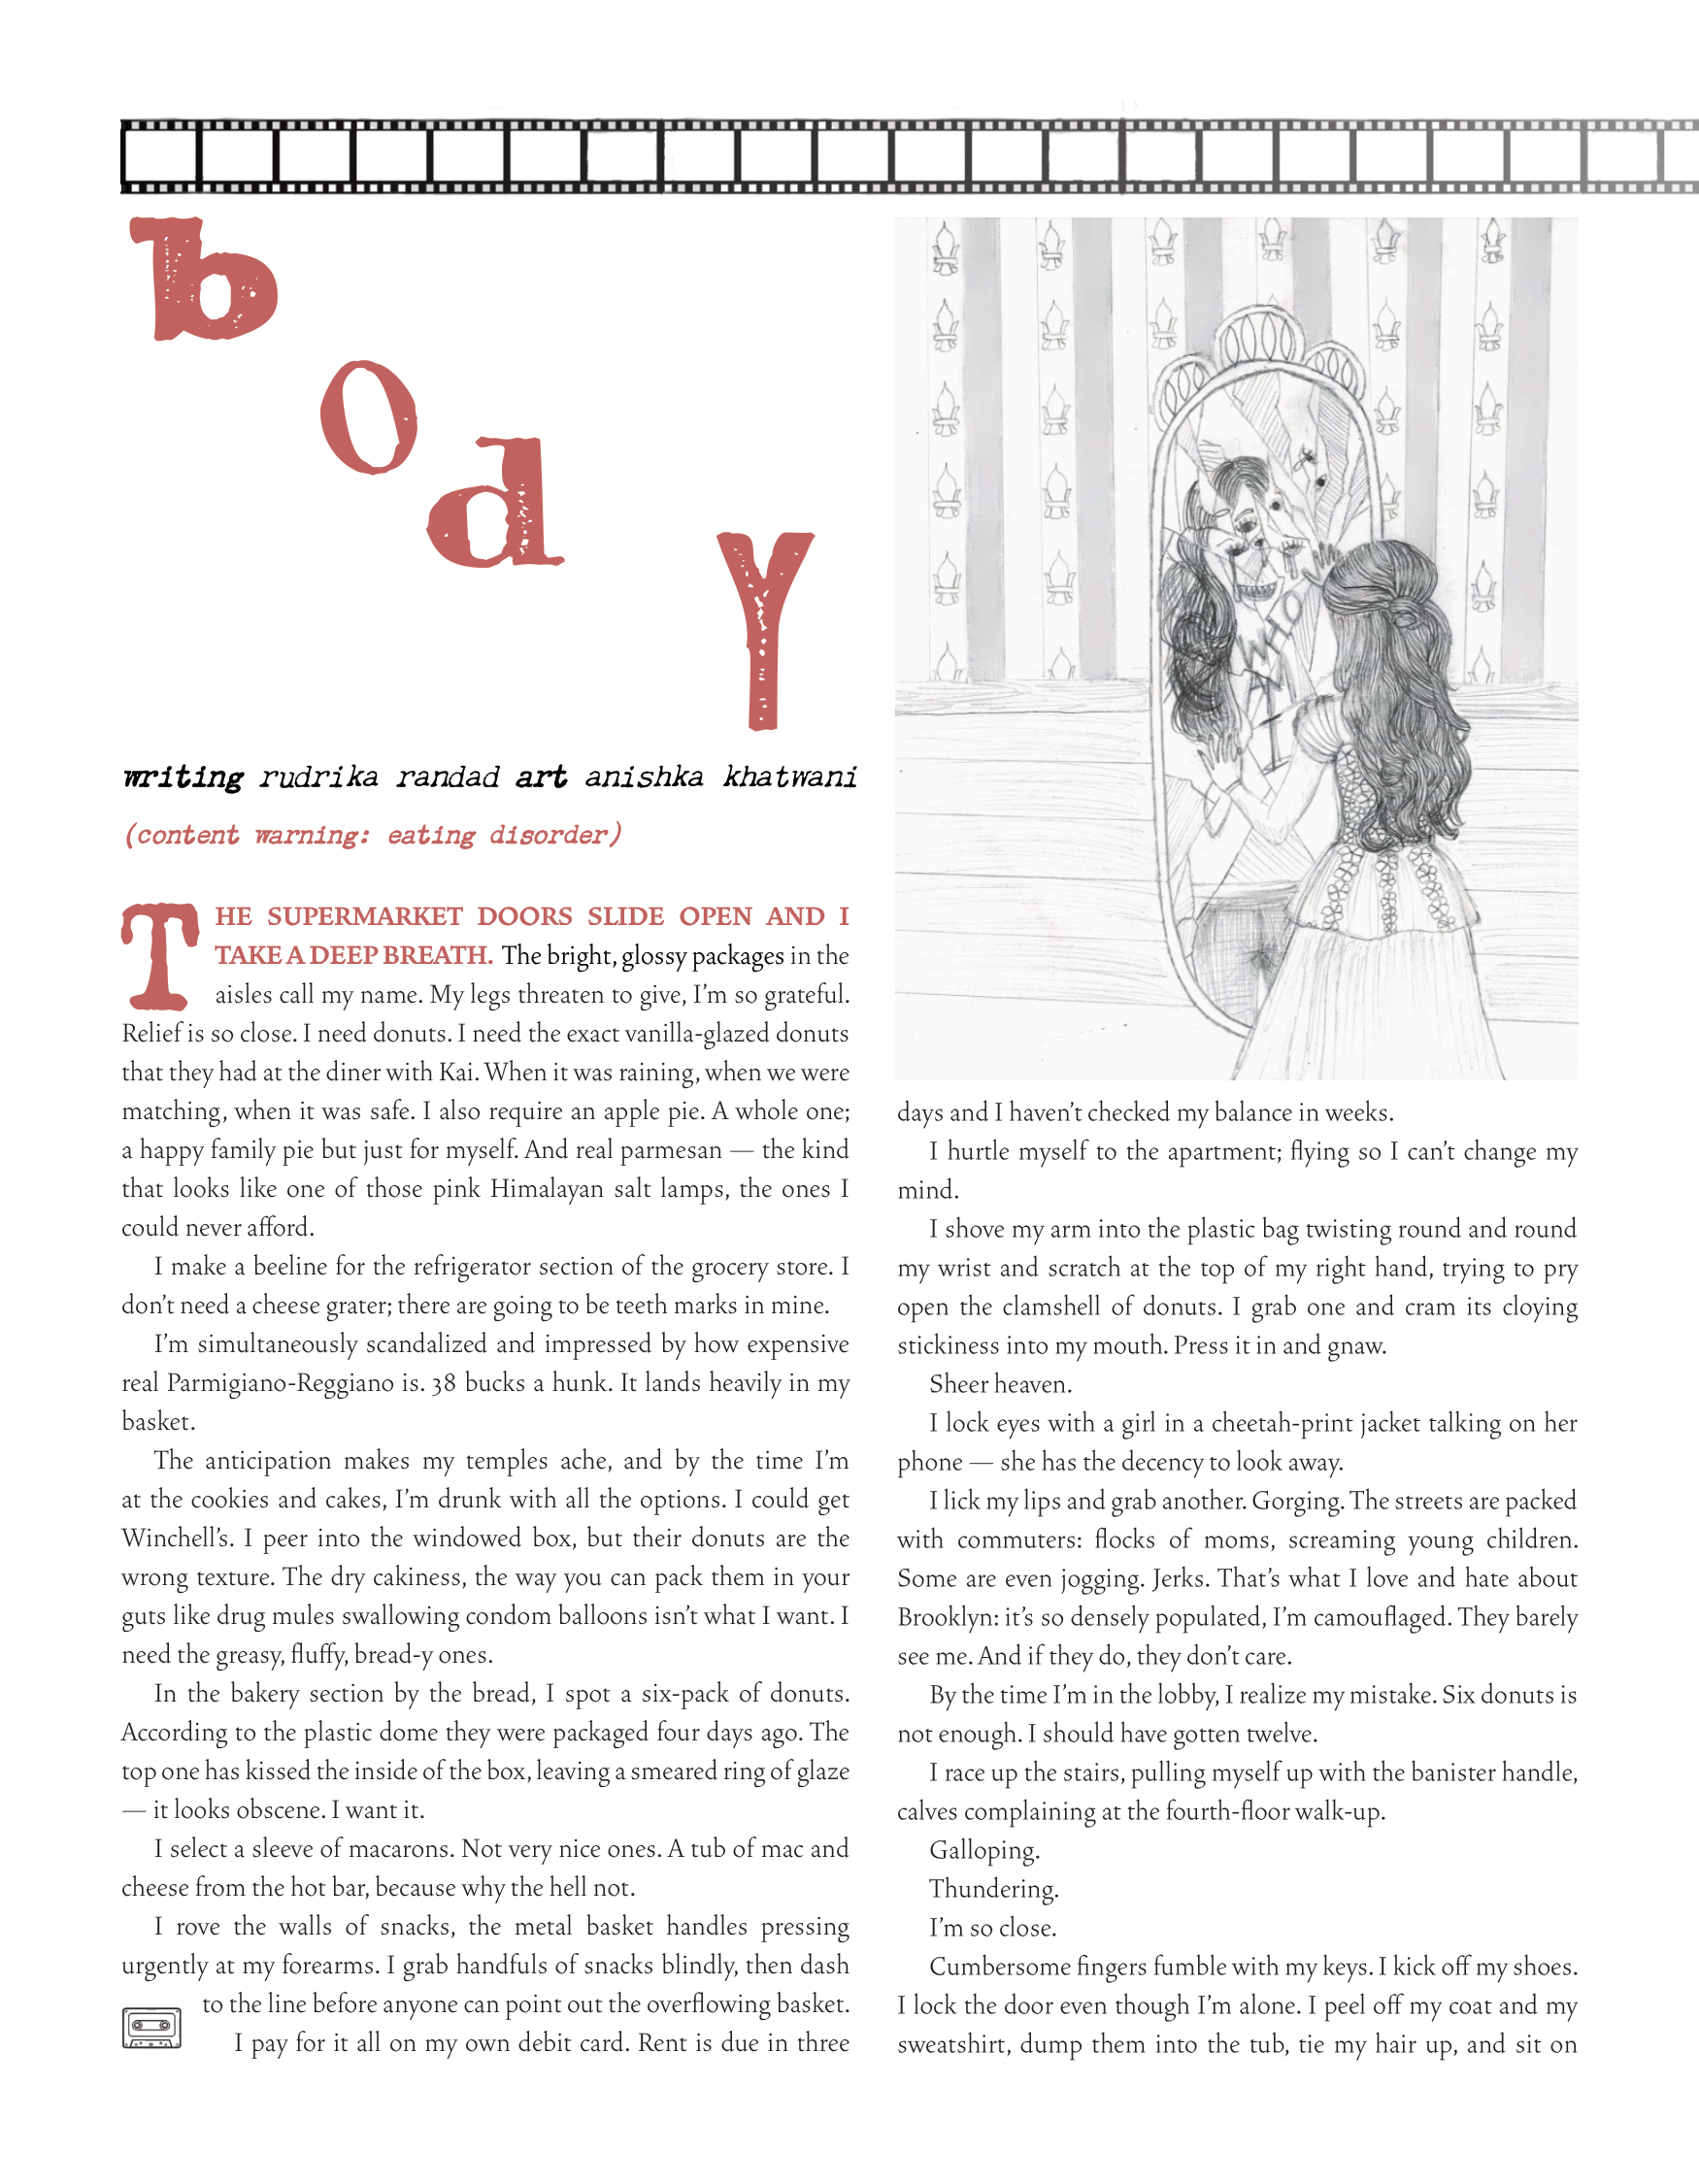 body
writing rudrika randad art anishka khatwani
(content warning: eating disorder)
THE SUPERMARKET DOORS SLIDE OPEN AND I
TAKE A DEEP BREATH. The bright, glossy packages in the
aisles call my name. My legs threaten to give, I’m so grateful.
Relief is so close. I need donuts. I need the exact vanilla-glazed donuts
that they had at the diner with Kai. When it was raining, when we were
matching, when it was safe. I also require an apple pie. A whole one;
a happy family pie but just for myself. And real parmesan — the kind
that looks like one of those pink Himalayan salt lamps, the ones I
could never afford.
I make a beeline for the refrigerator section of the grocery store. I
don’t need a cheese grater; there are going to be teeth marks in mine.
I’m simultaneously scandalized and impressed by how expensive
real Parmigiano-Reggiano is. 38 bucks a hunk. It lands heavily in my
basket.
The anticipation makes my temples ache, and by the time I’m
at the cookies and cakes, I’m drunk with all the options. I could get
Winchell’s. I peer into the windowed box, but their donuts are the
wrong texture. The dry cakiness, the way you can pack them in your
guts like drug mules swallowing condom balloons isn’t what I want. I
need the greasy, fluffy, bread-y ones.
In the bakery section by the bread, I spot a six-pack of donuts.
According to the plastic dome they were packaged four days ago. The
top one has kissed the inside of the box, leaving a smeared ring of glaze
— it looks obscene. I want it.
I select a sleeve of macarons. Not very nice ones. A tub of mac and
cheese from the hot bar, because why the hell not.
I rove the walls of snacks, the metal basket handles pressing
urgently at my forearms. I grab handfuls of snacks blindly, then dash
to the line before anyone can point out the overflowing basket.
I pay for it all on my own debit card. Rent is due in three
WHO
AM
I
days and I haven’t checked my balance in weeks.
I hurtle myself to the apartment; flying so I can’t change my
mind.
I shove my arm into the plastic bag twisting round and round
my wrist and scratch at the top of my right hand, trying to pry
open the clamshell of donuts. I grab one and cram its cloying
stickiness into my mouth. Press it in and gnaw.
Sheer heaven.
I lock eyes with a girl in a cheetah-print jacket talking on her
phone — she has the decency to look away.
I lick my lips and grab another. Gorging. The streets are packed
with commuters: flocks of moms, screaming young children.
Some are even jogging. Jerks. That’s what I love and hate about
Brooklyn: it’s so densely populated, I’m camouflaged. They barely
see me. And if they do, they don’t care.
By the time I’m in the lobby, I realize my mistake. Six donuts is
not enough. I should have gotten twelve.
I race up the stairs, pulling myself up with the banister handle,
calves complaining at the fourth-floor walk-up.
Galloping.
Thundering.
I’m so close.
Cumbersome fingers fumble with my keys. I kick off my shoes.
I lock the door even though I’m alone. I peel off my coat and my
sweatshirt, dump them into the tub, tie my hair up, and sit on